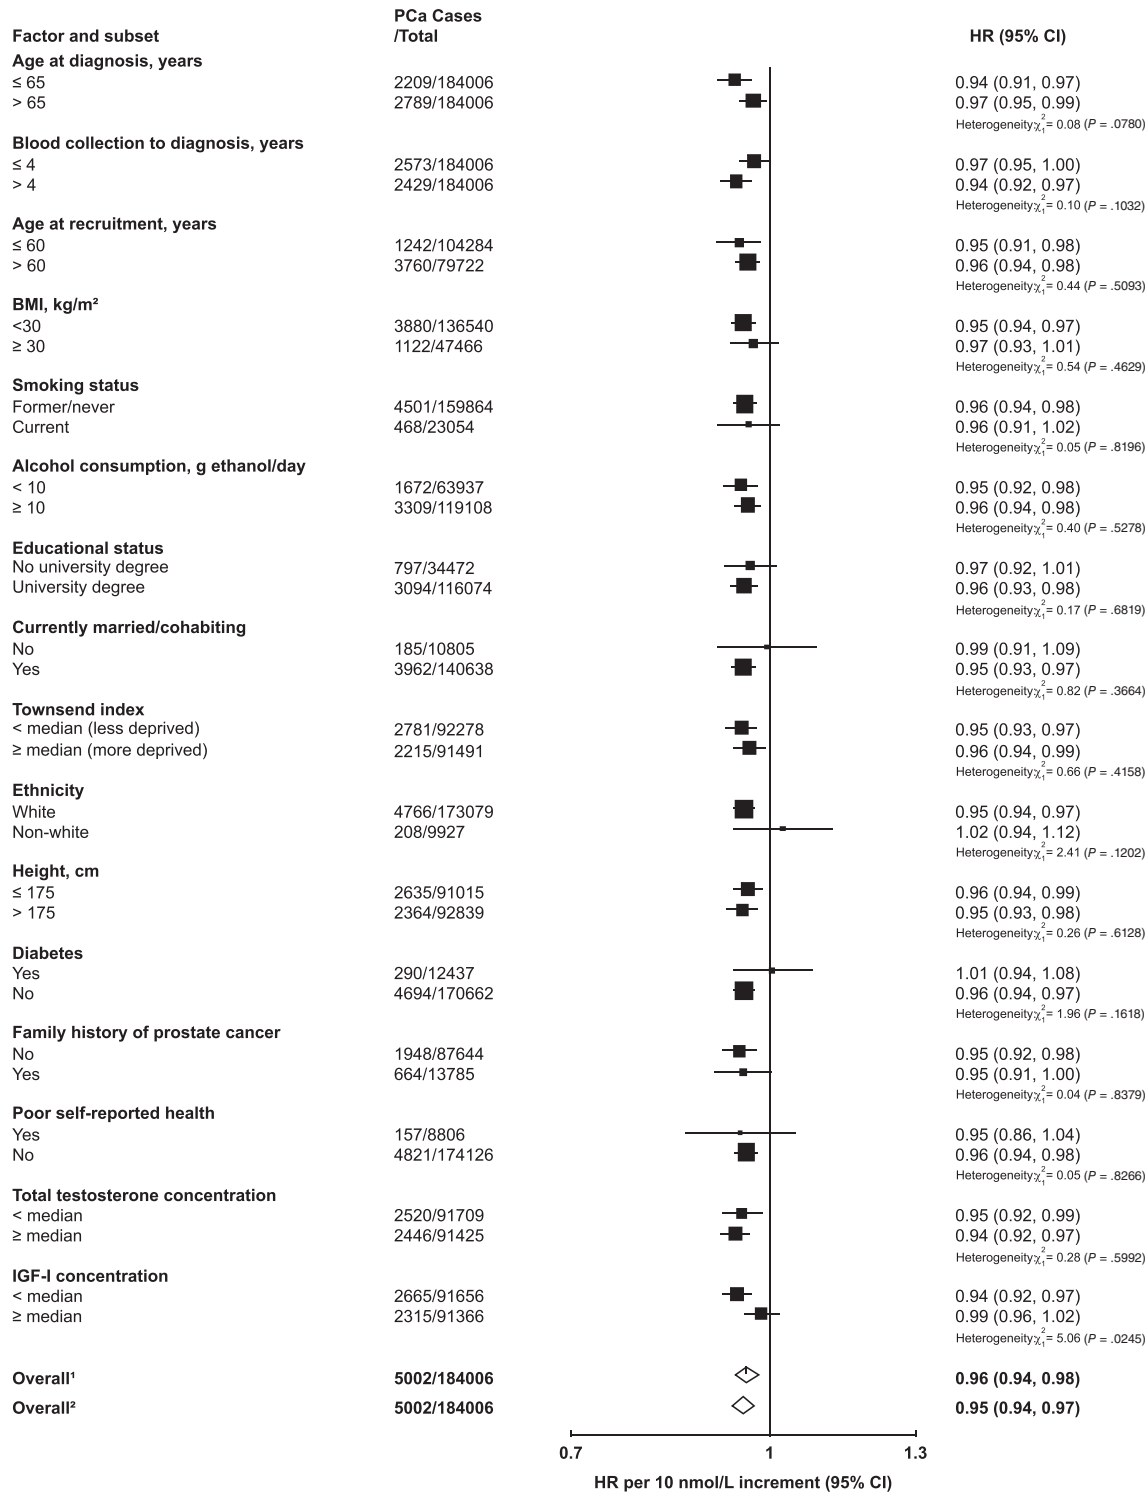 PCa Cases
Factor and subset /Total HR (95% CI)
Age at diagnosis, years
≤ 65 2209/184006 0.94 (0.91, 0.97)
> 65 2789/184006 0.97 (0.95, 0.99)
Heterogeneity:χ²₁= 0.08 (P = .0780)
Blood collection to diagnosis, years
≤ 4 2573/184006 0.97 (0.95, 1.00)
> 4 2429/184006 0.94 (0.92, 0.97)
Heterogeneity:χ²₁= 0.10 (P = .1032)
Age at recruitment, years
≤ 60 1242/104284 0.95 (0.91, 0.98)
> 60 3760/79722 0.96 (0.94, 0.98)
Heterogeneity:χ²₁= 0.44 (P = .5093)
BMI, kg/m²
<30 3880/136540 0.95 (0.94, 0.97)
≥ 30 1122/47466 0.97 (0.93, 1.01)
Heterogeneity:χ²₁= 0.54 (P = .4629)
Smoking status
Former/never 4501/159864 0.96 (0.94, 0.98)
Current 468/23054 0.96 (0.91, 1.02)
Heterogeneity:χ²₁= 0.05 (P = .8196)
Alcohol consumption, g ethanol/day
< 10 1672/63937 0.95 (0.92, 0.98)
≥ 10 3309/119108 0.96 (0.94, 0.98)
Heterogeneity:χ²₁= 0.40 (P = .5278)
Educational status
No university degree 797/34472 0.97 (0.92, 1.01)
University degree 3094/116074 0.96 (0.93, 0.98)
Heterogeneity:χ²₁= 0.17 (P = .6819)
Currently married/cohabiting
No 185/10805 0.99 (0.91, 1.09)
Yes 3962/140638 0.95 (0.93, 0.97)
Heterogeneity:χ²₁= 0.82 (P = .3664)
Townsend index
< median (less deprived) 2781/92278 0.95 (0.93, 0.97)
≥ median (more deprived) 2215/91491 0.96 (0.94, 0.99)
Heterogeneity:χ²₁= 0.66 (P = .4158)
Ethnicity
White 4766/173079 0.95 (0.94, 0.97)
Non-white 208/9927 1.02 (0.94, 1.12)
Heterogeneity:χ²₁= 2.41 (P = .1202)
Height, cm
≤ 175 2635/91015 0.96 (0.94, 0.99)
> 175 2364/92839 0.95 (0.93, 0.98)
Heterogeneity:χ²₁= 0.26 (P = .6128)
Diabetes
Yes 290/12437 1.01 (0.94, 1.08)
No 4694/170662 0.96 (0.94, 0.97)
Heterogeneity:χ²₁= 1.96 (P = .1618)
Family history of prostate cancer
No 1948/87644 0.95 (0.92, 0.98)
Yes 664/13785 0.95 (0.91, 1.00)
Heterogeneity:χ²₁= 0.04 (P = .8379)
Poor self-reported health
Yes 157/8806 0.95 (0.86, 1.04)
No 4821/174126 0.96 (0.94, 0.98)
Heterogeneity:χ²₁= 0.05 (P = .8266)
Total testosterone concentration
< median 2520/91709 0.95 (0.92, 0.99)
≥ median 2446/91425 0.94 (0.92, 0.97)
Heterogeneity:χ²₁= 0.28 (P = .5992)
IGF-I concentration
< median 2665/91656 0.94 (0.92, 0.97)
≥ median 2315/91366 0.99 (0.96, 1.02)
Heterogeneity:χ²₁= 5.06 (P = .0245)
Overall¹ 5002/184006 0.96 (0.94, 0.98)
Overall² 5002/184006 0.95 (0.94, 0.97)
0.7 1 1.3
HR per 10 nmol/L increment (95% CI)